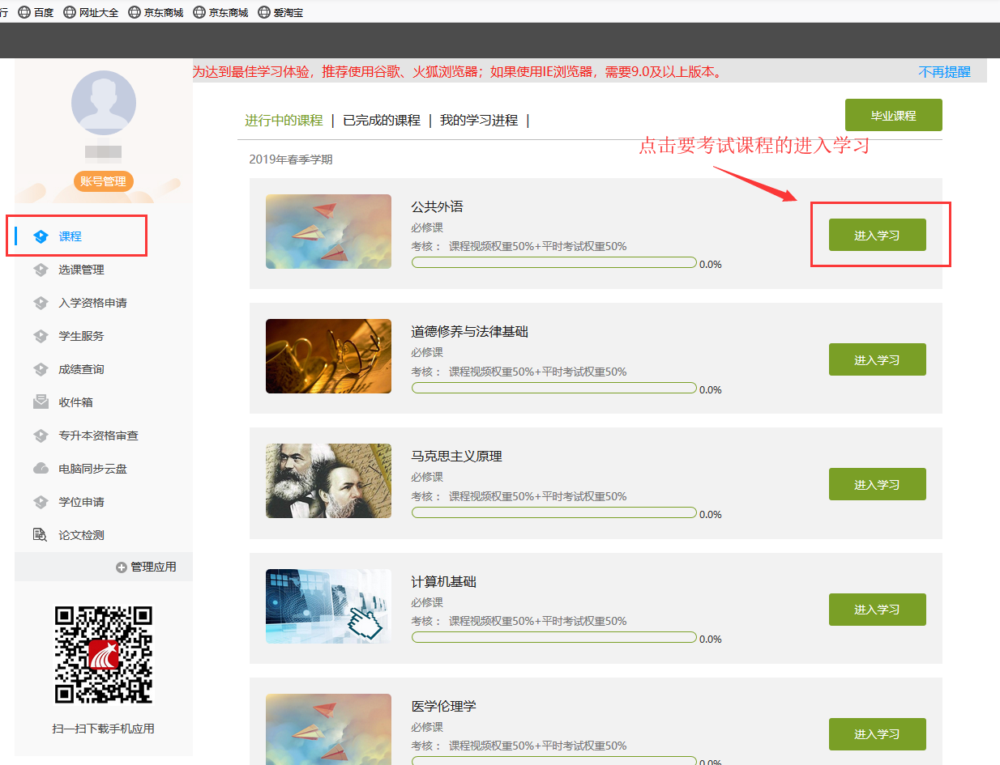 行 百度 网址大全 京东商城 京东商城 爱淘宝
为达到最佳学习体验，推荐使用谷歌、火狐浏览器；如果使用IE浏览器，需要9.0及以上版本。 不再提醒
账号管理
课程
选课管理
入学资格申请
学生服务
成绩查询
收件箱
专升本资格审查
电脑同步云盘
学位申请
论文检测
管理应用
扫一扫下载手机应用
进行中的课程 | 已完成的课程 | 我的学习进程 |
毕业课程
点击要考试课程的进入学习
2019年春季学期
公共外语
必修课
考核： 课程视频权重50%+平时考试权重50%
0.0%
进入学习
道德修养与法律基础
必修课
考核： 课程视频权重50%+平时考试权重50%
0.0%
进入学习
马克思主义原理
必修课
考核： 课程视频权重50%+平时考试权重50%
0.0%
进入学习
计算机基础
必修课
考核： 课程视频权重50%+平时考试权重50%
0.0%
进入学习
医学伦理学
必修课
考核： 课程视频权重50%+平时考试权重50%
0.0%
进入学习